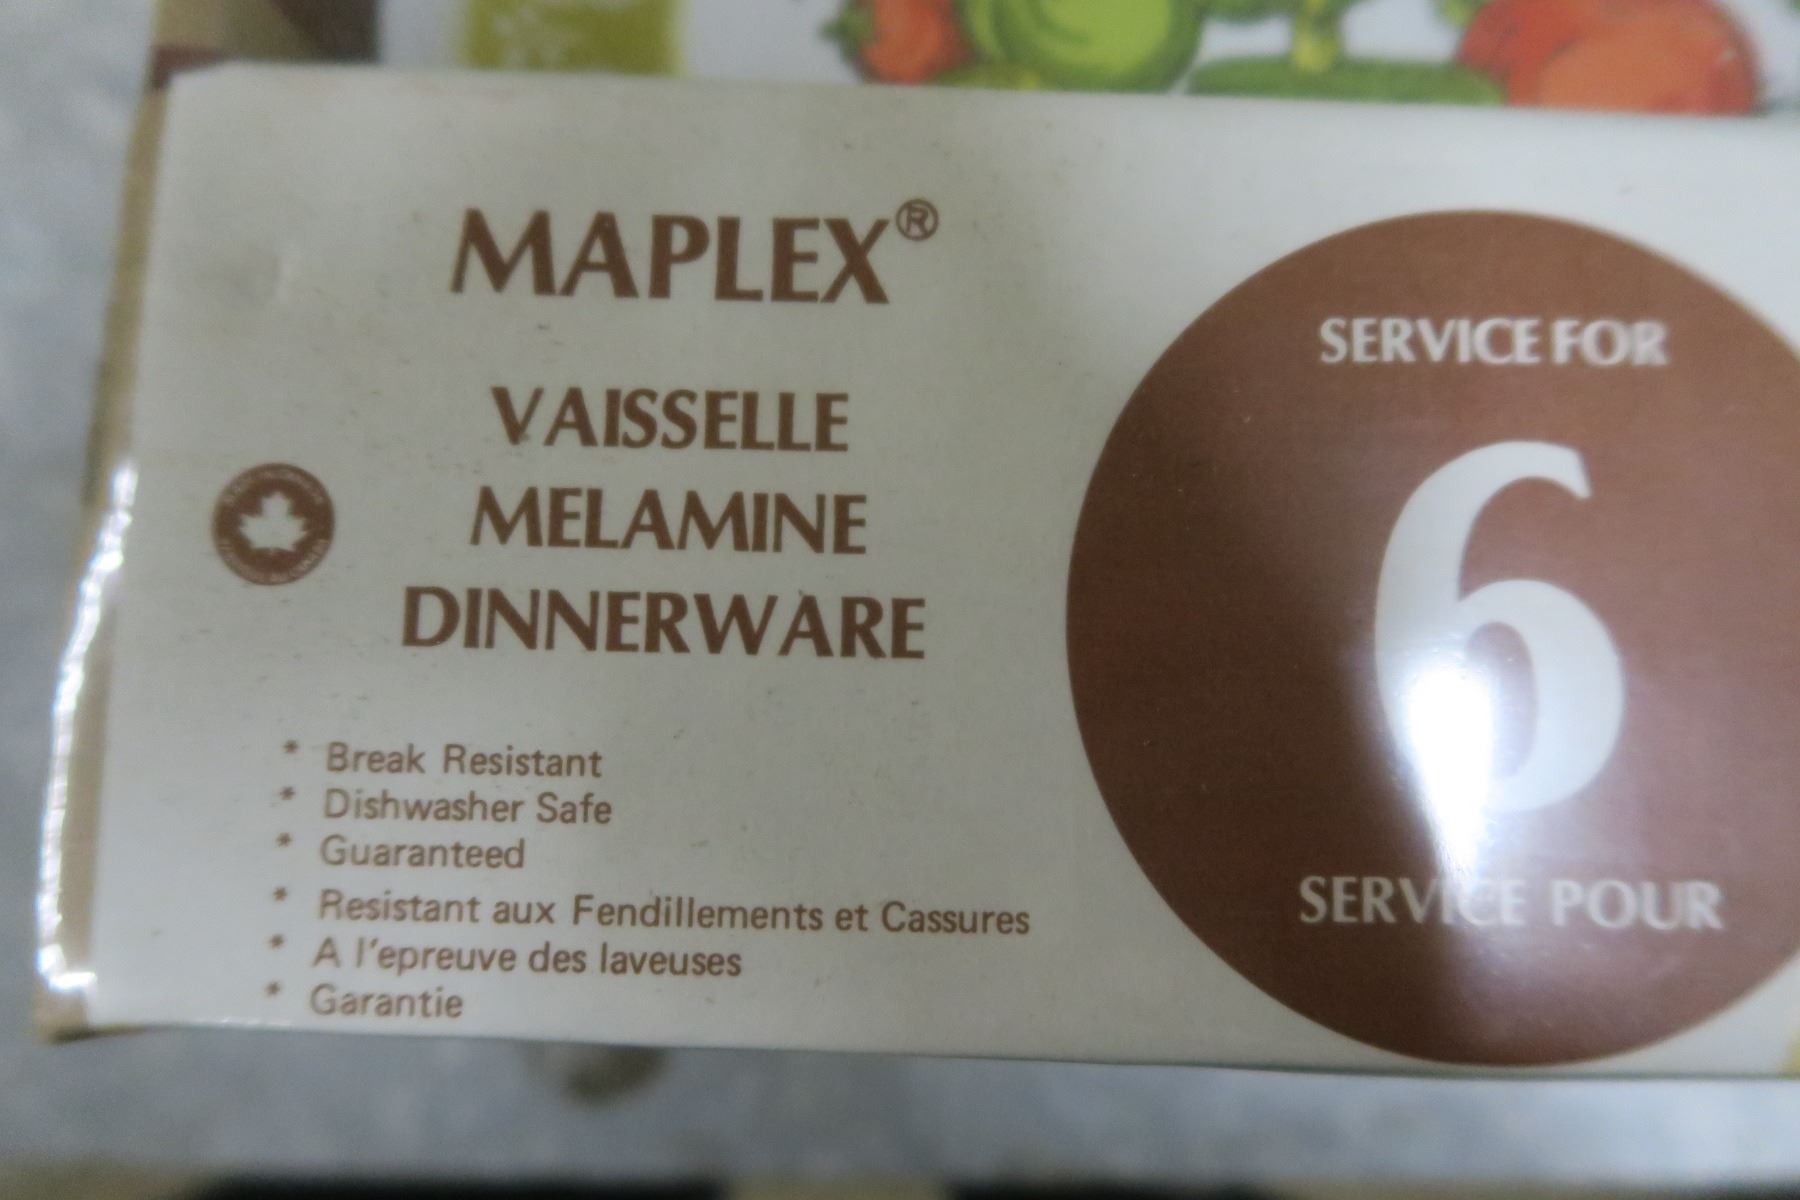 MAPLEX®
VAISSELLE
MELAMINE
DINNERWARE
* Break Resistant
* Dishwasher Safe
* Guaranteed
* Resistant aux Fendillements et Cassures
* A l'epreuve des laveuses
* Garantie
SERVICE FOR
6
SERVICE POUR